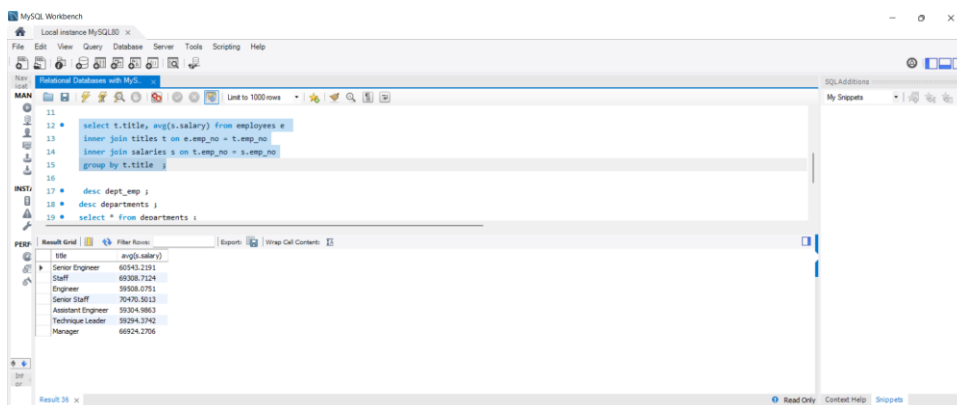 MySQL Workbench
Local instance MySQL80 ×
File Edit View Query Database Server Tools Scripting Help
Relational Databases with MyS... ×
SQLAdditions
MAN
Limit to 1000 rows
My Snippets
11
12 select t.title, avg(s.salary) from employees e
13 inner join titles t on e.emp_no = t.emp_no
14 inner join salaries s on t.emp_no = s.emp_no
15 group by t.title ;
16
17 desc dept_emp ;
18 desc departments ;
19 select * from departments ;
INST/
PERF
Result Grid Filter Rows: Export: Wrap Cell Content:
title avg(s.salary)
Senior Engineer 60543.2191
Staff 69308.7124
Engineer 59508.0751
Senior Staff 70470.5013
Assistant Engineer 59304.9863
Technique Leader 59294.3742
Manager 66924.2706
Result 36 ×
Read Only Context Help Snippets